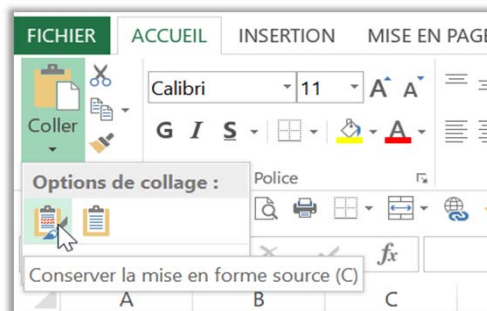 FICHIER ACCUEIL INSERTION MISE EN PAGE
Calibri 11 A A
Coller
G I S A
Options de collage : Police
fx
Conserver la mise en forme source (C)
A B C